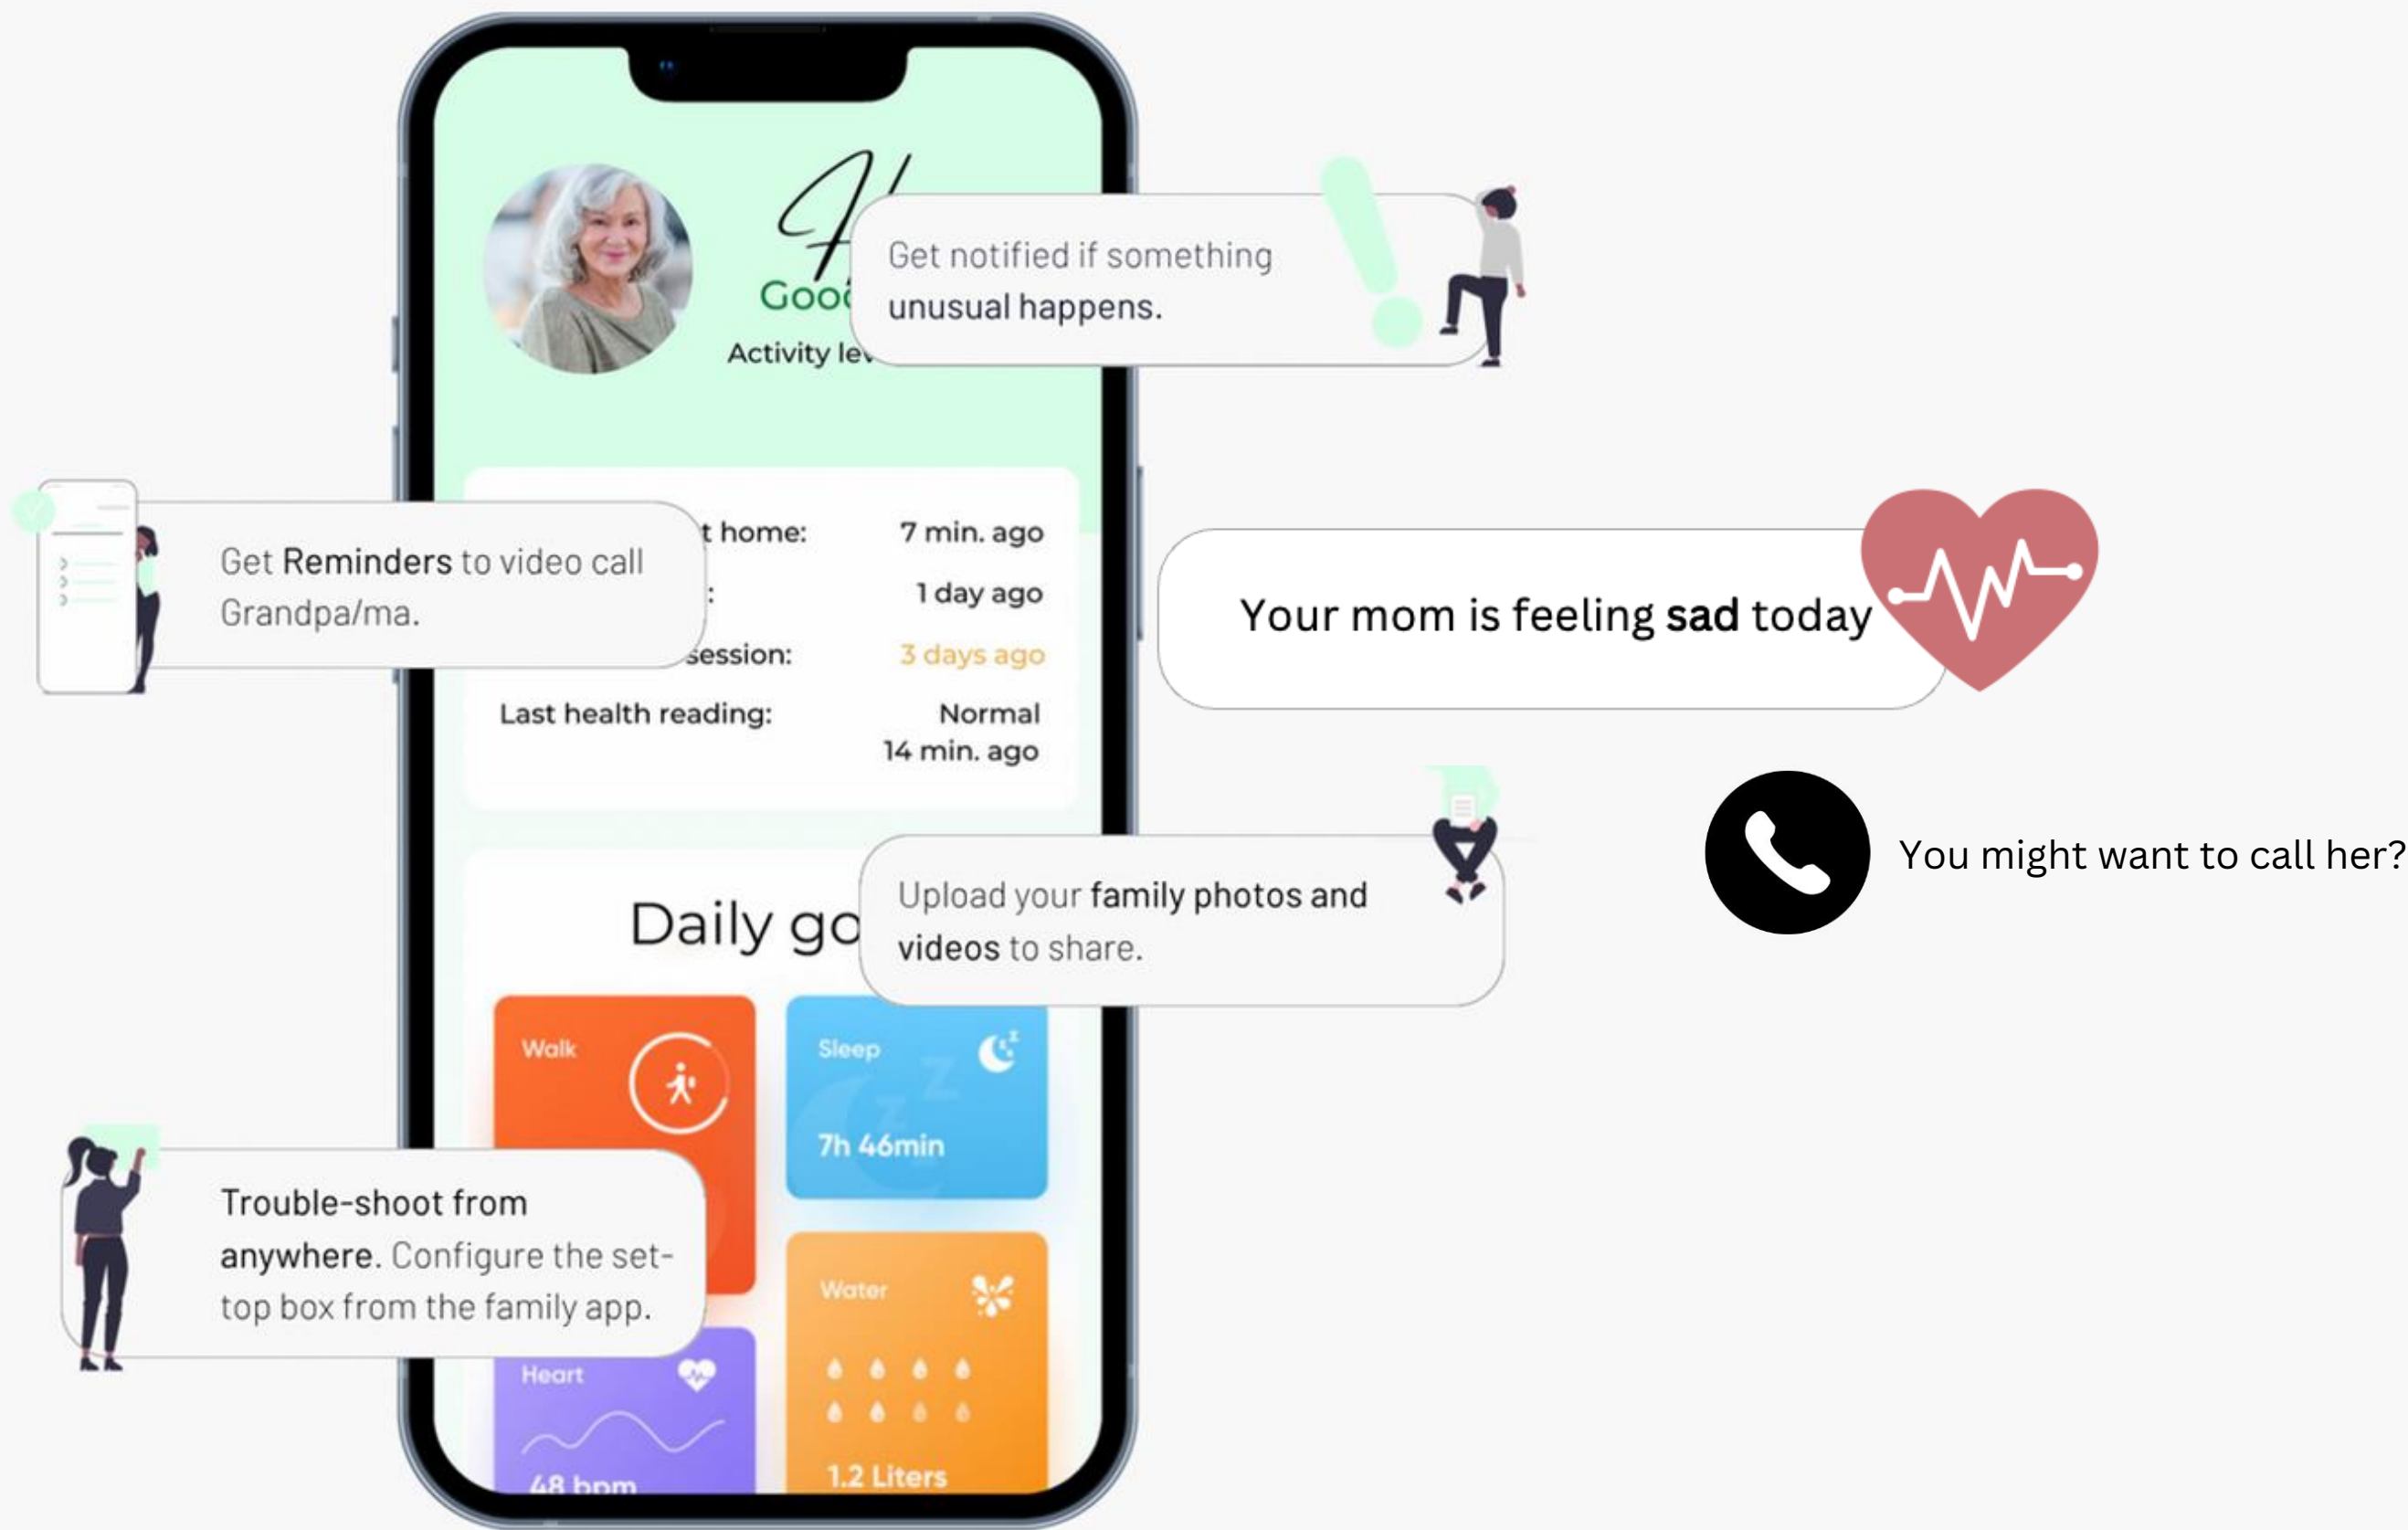 Get notified if something
unusual happens.
Activity
t home:
7 min. ago
Get Reminders to video call
Grandpa/ma.
:
1 day ago
session:
3 days ago
Last health reading:
Normal
14 min. ago
Your mom is feeling sad today
You might want to call her?
Daily
Upload your family photos and
videos to share.
Walk
Sleep
7h 46min
Trouble-shoot from
anywhere. Configure the set-
top box from the family app.
Water
1.2 Liters
Heart
48 bpm